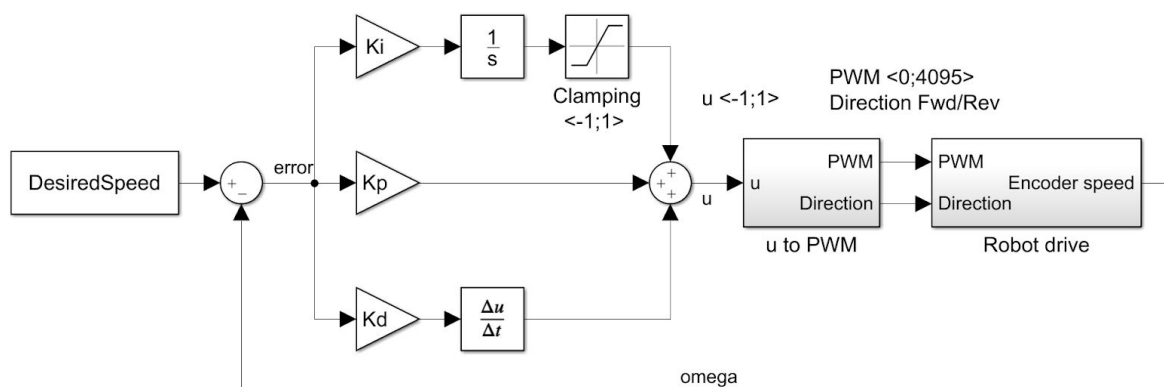 Ki
1
s
Clamping
<-1;1>
u <-1;1>
PWM <0;4095>
Direction Fwd/Rev
DesiredSpeed
+
−
error
Kp
+
+
+
u
u
PWM
Direction
u to PWM
PWM
Direction
Encoder speed
Robot drive
Kd
Δu
Δt
omega